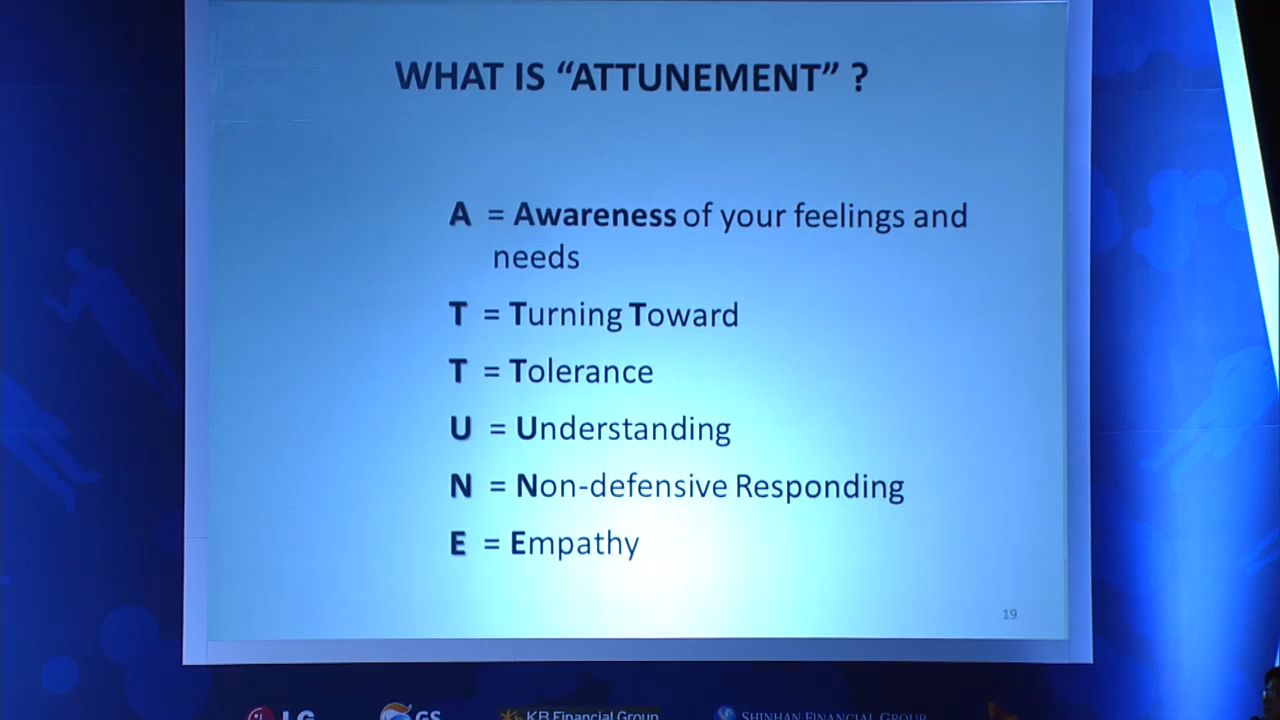 WHAT IS “ATTUNEMENT” ?
A = Awareness of your feelings and
needs
T = Turning Toward
T = Tolerance
U = Understanding
N = Non-defensive Responding
E = Empathy
19
LG
GS
KB Financial Group
SHINHAN FINANCIAL GROUP